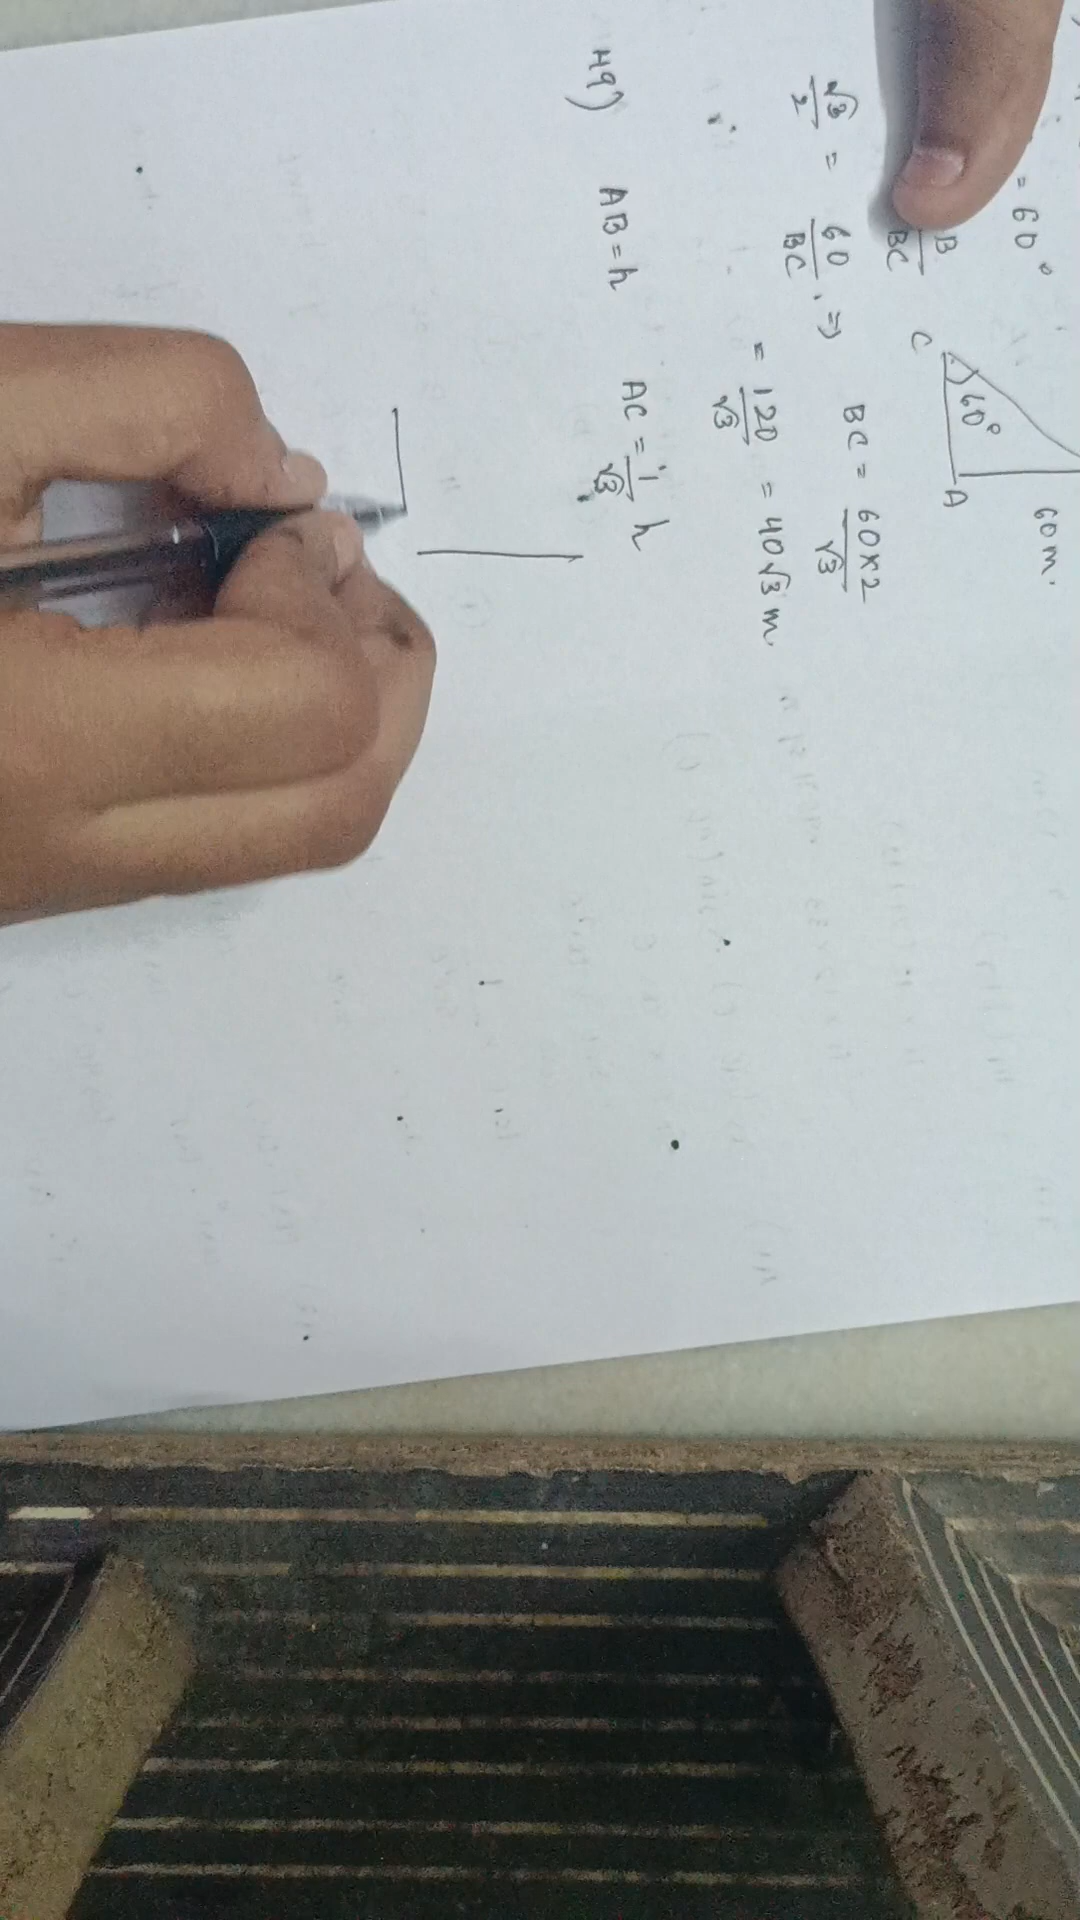 = 60°
B/BC
C 60° A 60m.
√3/2 = 60/BC . ⇒ BC = 60×2/√3
= 120/√3 = 40√3 m
49) AB = h AC = 1/√3 h